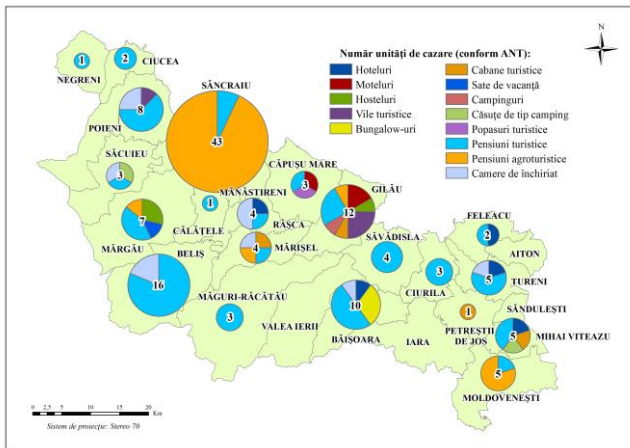 N
Număr unități de cazare (conform ANT):
Hoteluri
Moteluri
Hosteluri
Vile turistice
Bungalow-uri
Cabane turistice
Sate de vacanță
Campinguri
Căsuțe de tip camping
Popasuri turistice
Pensiuni turistice
Pensiuni agroturistice
Camere de închiriat
1
NEGRENI
2
CIUCEA
SÂNCRAIU
43
8
POIENI
SĂCUIEU
3
CĂPUȘU MARE
3
GILĂU
12
1
CĂLĂȚELE
MĂNĂSTIRENI
4
RÂȘCA
7
MĂRGĂU
4
MĂRIȘEL
BELIȘ
16
SĂVĂDISLA
4
FELEACU
2
AITON
5
TURENI
3
CIURILA
MĂGURI-RĂCĂTĂU
3
VALEA IERII
10
BĂIȘOARA
IARA
1
PETREȘTII
DE JOS
SĂNDULEȘTI
5
MIHAI VITEAZU
5
MOLDOVENEȘTI
0 2,5 5 10 15 20
Km
Sistem de proiecție: Stereo 70